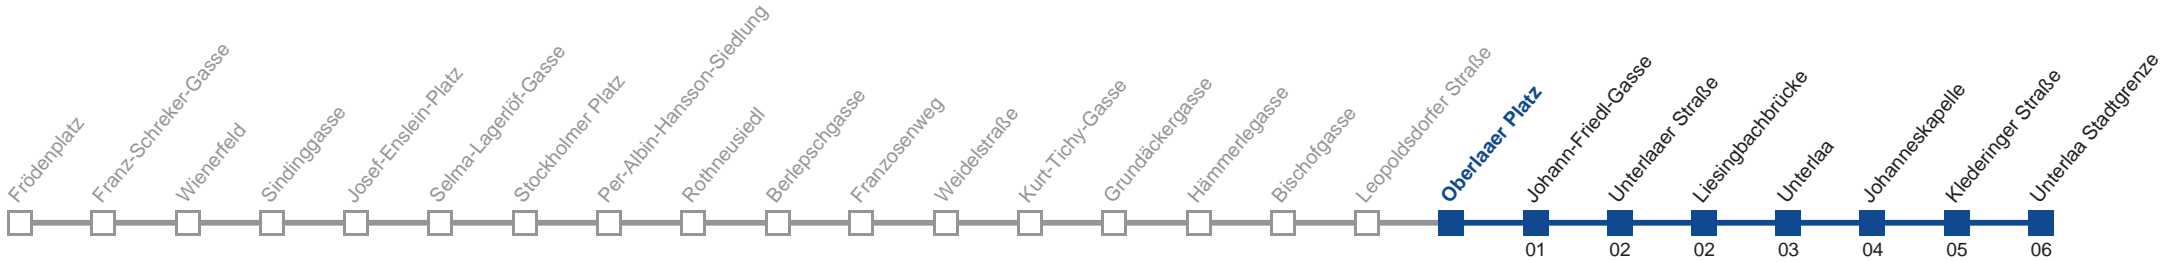 Frödenplatz
Franz-Schreker-Gasse
Wienerfeld
Sindinggasse
Josef-Enslein-Platz
Selma-Lagerlöf-Gasse
Stockholmer Platz
Per-Albin-Hansson-Siedlung
Rothneusiedl
Berlepschgasse
Franzosenweg
Weidelstraße
Kurt-Tichy-Gasse
Grundäckergasse
Hämmerlegasse
Bischofgasse
Leopoldsdorfer Straße
Oberlaaer Platz
Johann-Friedl-Gasse
01
Unterlaaer Straße
02
Liesingbachbrücke
02
Unterlaa
03
Johanneskapelle
04
Klederinger Straße
05
Unterlaa Stadtgrenze
06